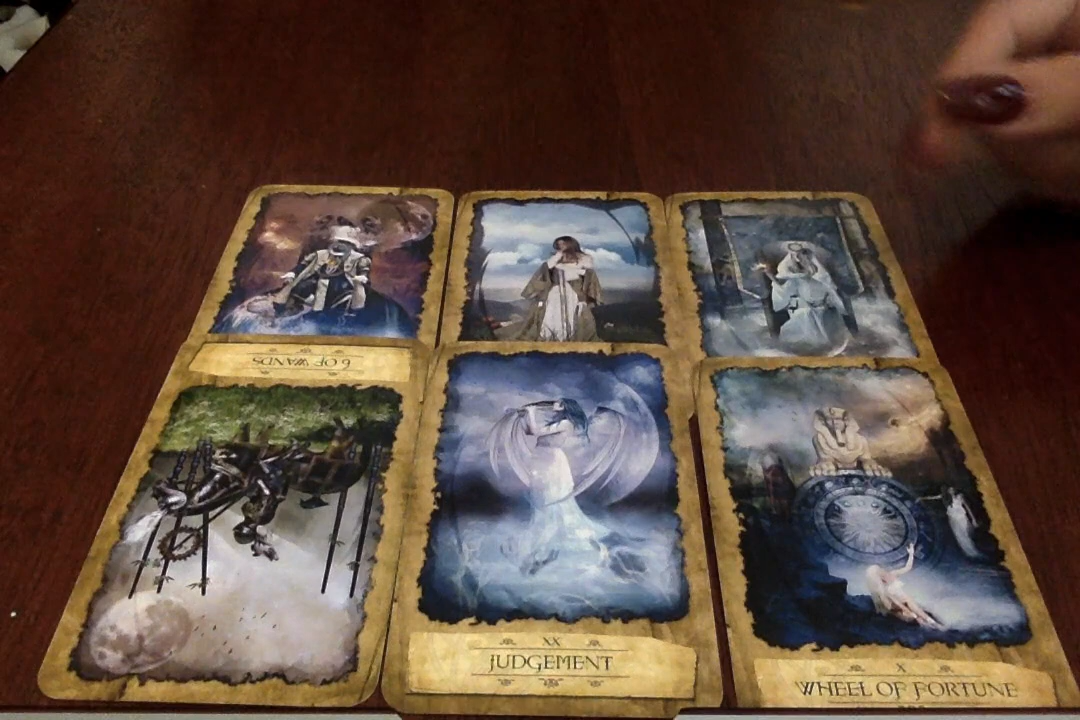 6 OF WANDS
XX
JUDGEMENT
X
WHEEL OF FORTUNE